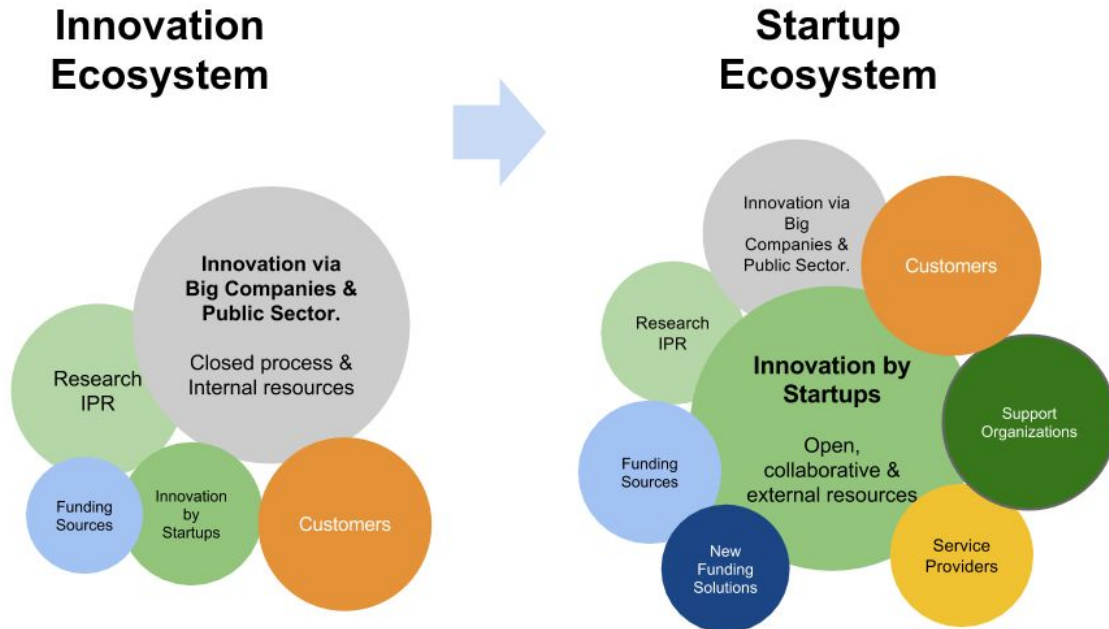 Innovation
Ecosystem
Startup
Ecosystem
Innovation via
Big Companies &
Public Sector.
Closed process &
Internal resources
Research
IPR
Funding
Sources
Innovation
by
Startups
Customers
Innovation via
Big
Companies &
Public Sector.
Customers
Research
IPR
Innovation by
Startups
Open,
collaborative &
external resources
Support
Organizations
Funding
Sources
New
Funding
Solutions
Service
Providers